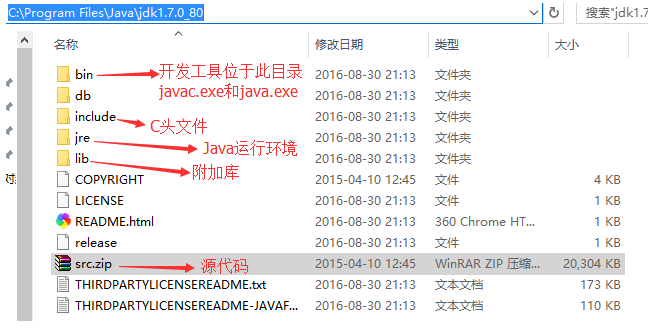 C:\Program Files\Java\jdk1.7.0_80 搜索"jdk1.7.0
名称 修改日期 类型 大小
bin 开发工具位于此目录 2016-08-30 21:13 文件夹
db javac.exe和java.exe 2016-08-30 21:13 文件夹
include C头文件 2016-08-30 21:13 文件夹
jre Java运行环境 2016-08-30 21:13 文件夹
lib 附加库 2016-08-30 21:13 文件夹
COPYRIGHT 2015-04-10 12:45 文件 4 KB
LICENSE 2016-08-30 21:13 文件 1 KB
README.html 2016-08-30 21:13 360 Chrome HT... 1 KB
release 2016-08-30 21:13 文件 1 KB
src.zip 源代码 2015-04-10 12:45 WinRAR ZIP 压缩... 20,304 KB
THIRDPARTYLICENSEREADME.txt 2016-08-30 21:13 文本文档 173 KB
THIRDPARTYLICENSEREADME-JAVAF... 2016-08-30 21:13 文本文档 110 KB